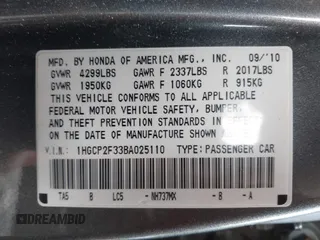 MFD. BY HONDA OF AMERICA MFG., INC. 09/'10
GVWR 4299LBS GAWR F 2337LBS R 2017LBS
GVWR 1950KG GAWR F 1060KG R 915KG
THIS VEHICLE CONFORMS TO ALL APPLICABLE
FEDERAL MOTOR VEHICLE SAFETY, BUMPER,
AND THEFT PREVENTION STANDARDS IN EFFECT
ON THE DATE OF MANUFACTURE SHOWN ABOVE.
V.I.N.: 1HGCP2F33BA025110 TYPE: PASSENGER CAR
TA5 B LC5 - NH737MX - B - A
DREAMBID